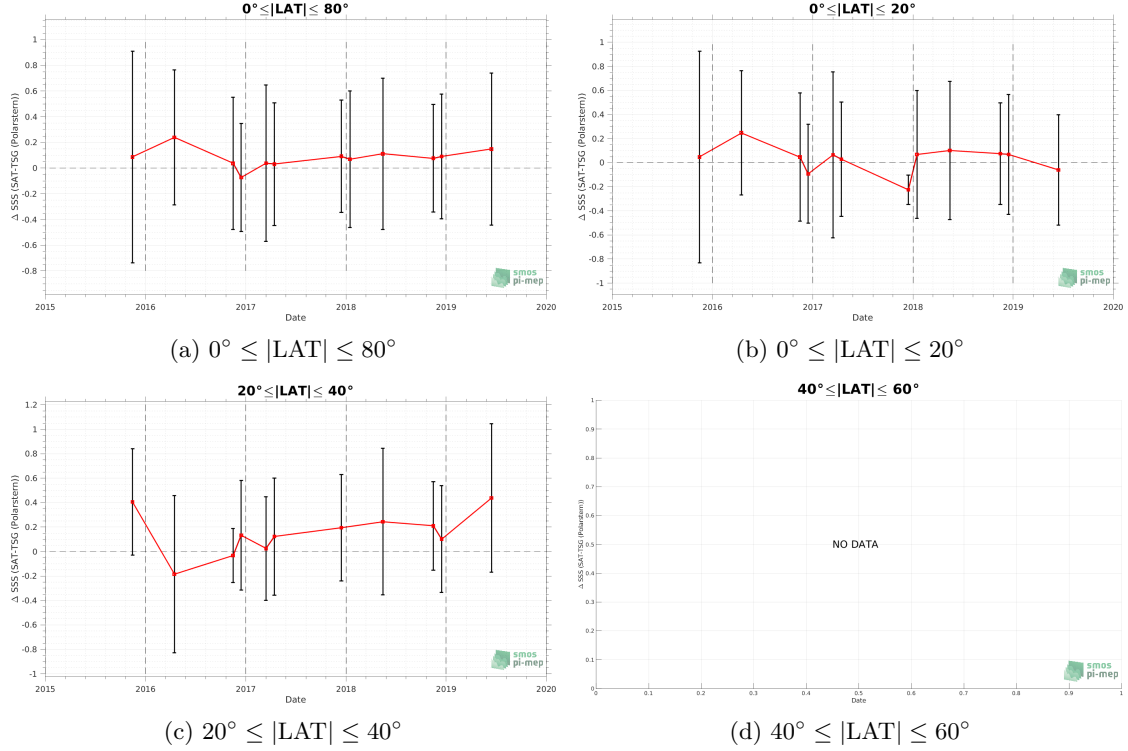 0°≤|LAT|≤ 80°
Δ SSS (SAT-TSG (Polarstern))
1
0.8
0.6
0.4
0.2
0
-0.2
-0.4
-0.6
-0.8
2015 2016 2017 2018 2019 2020
Date
smos
pi-mep
(a) 0° ≤ |LAT| ≤ 80°
0°≤|LAT|≤ 20°
Δ SSS (SAT-TSG (Polarstern))
1
0.8
0.6
0.4
0.2
0
-0.2
-0.4
-0.6
-0.8
-1
2015 2016 2017 2018 2019 2020
Date
smos
pi-mep
(b) 0° ≤ |LAT| ≤ 20°
20°≤|LAT|≤ 40°
Δ SSS (SAT-TSG (Polarstern))
1.2
1
0.8
0.6
0.4
0.2
0
-0.2
-0.4
-0.6
-0.8
-1
2015 2016 2017 2018 2019 2020
Date
smos
pi-mep
(c) 20° ≤ |LAT| ≤ 40°
40°≤|LAT|≤ 60°
Δ SSS (SAT-TSG (Polarstern))
1
0.9
0.8
0.7
0.6
0.5
0.4
0.3
0.2
0.1
0
NO DATA
0 0.1 0.2 0.3 0.4 0.5 0.6 0.7 0.8 0.9 1
Date
smos
pi-mep
(d) 40° ≤ |LAT| ≤ 60°